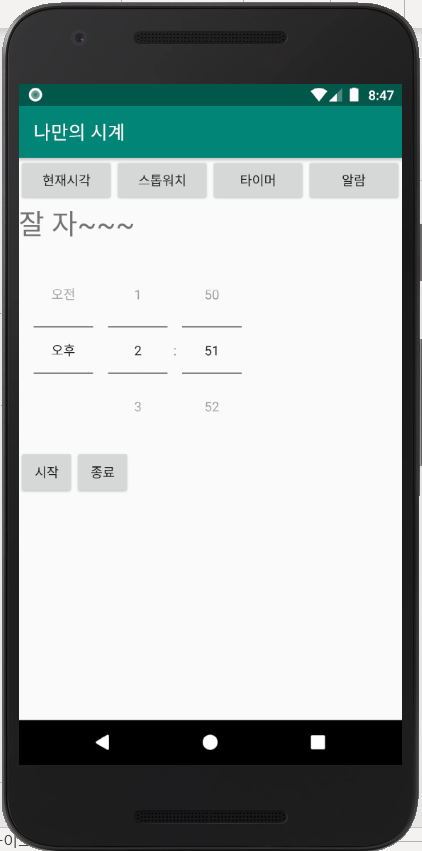 8:47
나만의 시계
현재시각 스톱워치 타이머 알람
잘 자~~~
오전 1 50
오후 2 : 51
3 52
시작 종료